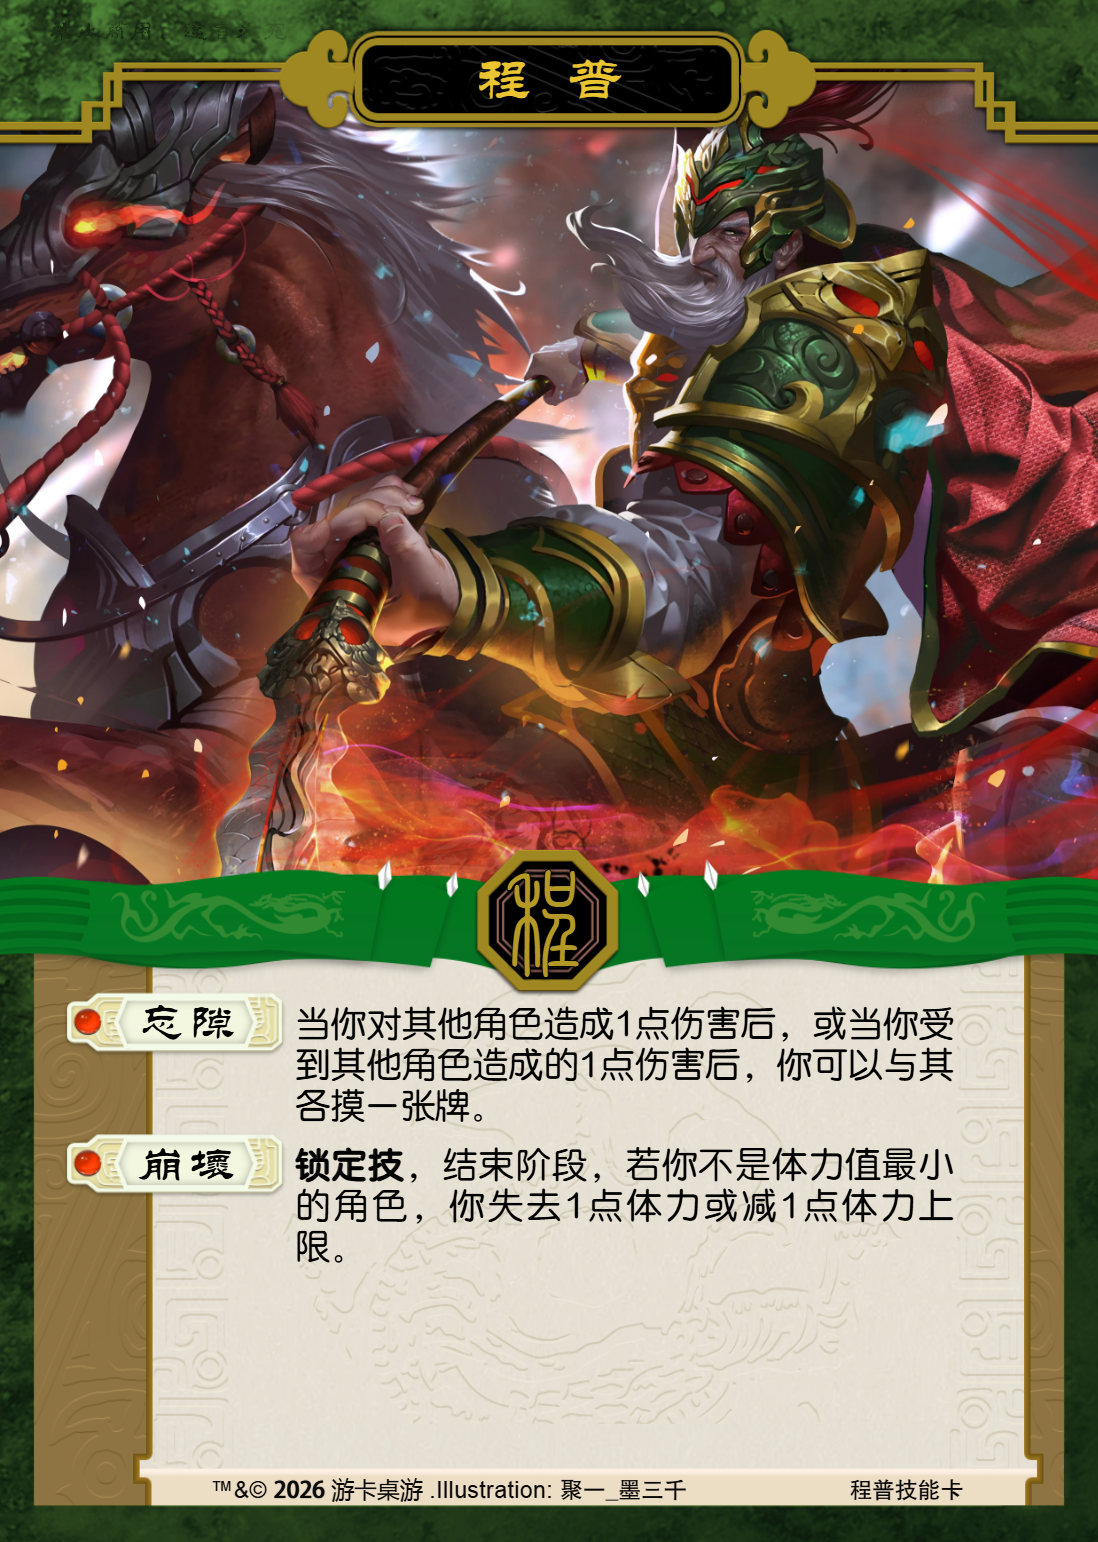 程 普
程
忘隙
当你对其他角色造成1点伤害后，或当你受
到其他角色造成的1点伤害后，你可以与其
各摸一张牌。
崩壞
锁定技，结束阶段，若你不是体力值最小
的角色，你失去1点体力或减1点体力上
限。
™&© 2026 游卡桌游 .Illustration: 聚一_墨三千
程普技能卡